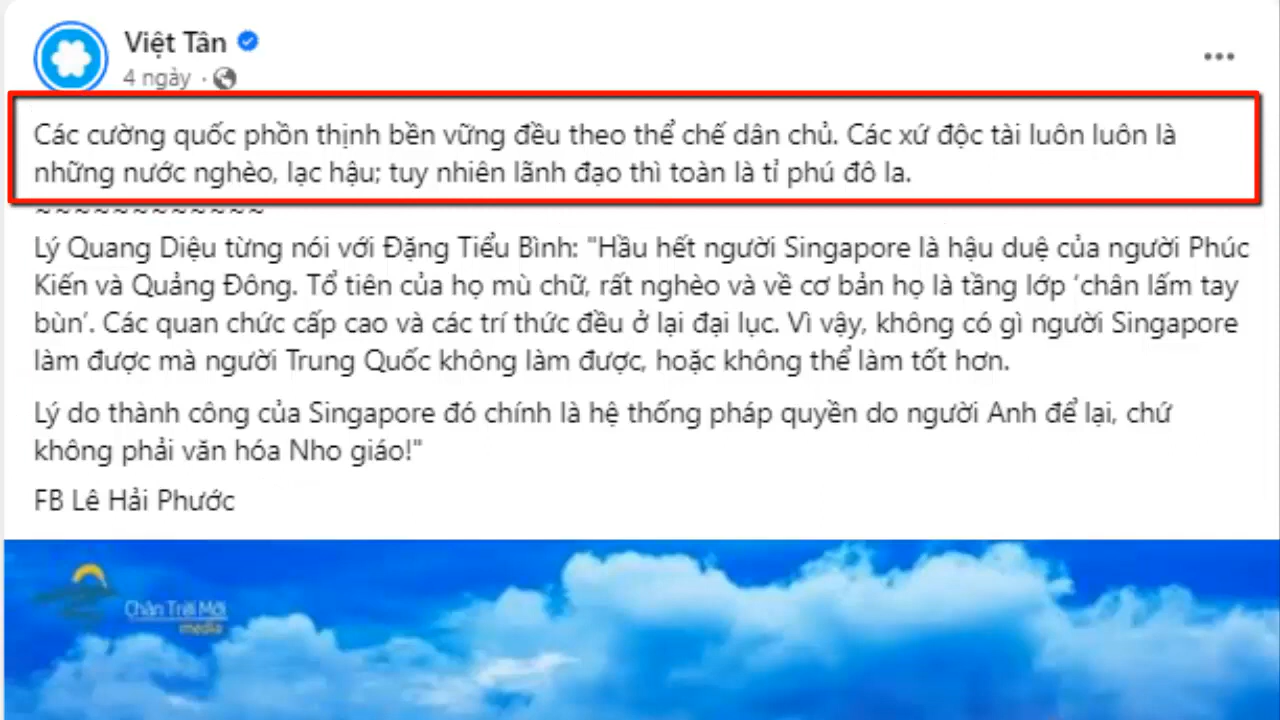 Việt Tân
4 ngày ·
Các cường quốc phồn thịnh bền vững đều theo thể chế dân chủ. Các xứ độc tài luôn luôn là
những nước nghèo, lạc hậu; tuy nhiên lãnh đạo thì toàn là tỉ phú đô la.
~~~~~~~~~~~~
Lý Quang Diệu từng nói với Đặng Tiểu Bình: "Hầu hết người Singapore là hậu duệ của người Phúc
Kiến và Quảng Đông. Tổ tiên của họ mù chữ, rất nghèo và về cơ bản họ là tầng lớp ‘chân lấm tay
bùn’. Các quan chức cấp cao và các trí thức đều ở lại đại lục. Vì vậy, không có gì người Singapore
làm được mà người Trung Quốc không làm được, hoặc không thể làm tốt hơn.
Lý do thành công của Singapore đó chính là hệ thống pháp quyền do người Anh để lại, chứ
không phải văn hóa Nho giáo!"
FB Lê Hải Phước
Chân Trời Mới
media